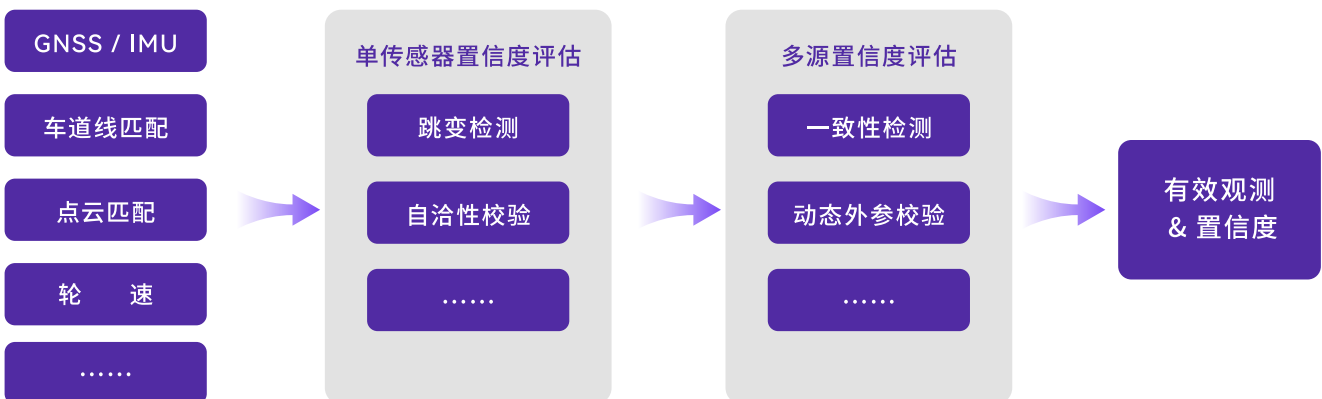 GNSS / IMU
车道线匹配
点云匹配
轮 速
……
单传感器置信度评估
跳变检测
自洽性校验
……
多源置信度评估
一致性检测
动态外参校验
……
有效观测
& 置信度